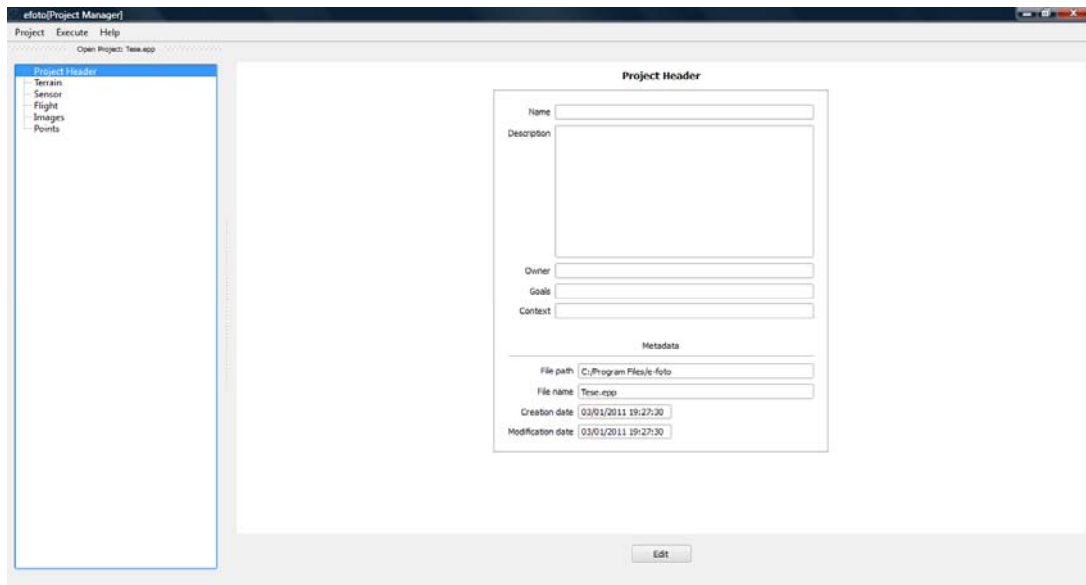 efoto[Project Manager]
Project Execute Help
Open Project: Tese.epp
Project Header
Terrain
Sensor
Flight
Images
Points
Project Header
Name
Description
Owner
Goals
Context
Metadata
File path C:/Program Files/e-foto
File name Tese.epp
Creation date 03/01/2011 19:27:30
Modification date 03/01/2011 19:27:30
Edit